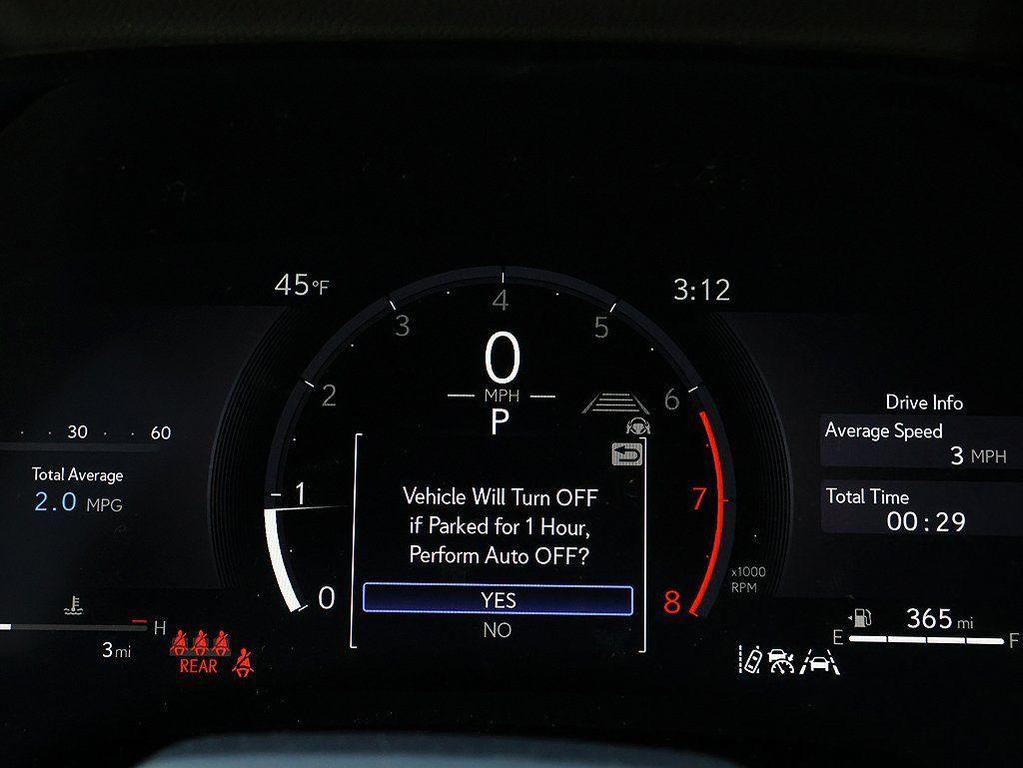 45°F
3:12
4
3
5
0
2
MPH
6
P
Drive Info
30
60
Average Speed
3 MPH
Total Average
2.0 MPG
1
Vehicle Will Turn OFF
if Parked for 1 Hour,
Perform Auto OFF?
7
Total Time
00:29
x1000
RPM
0
YES
8
NO
H
3 mi
REAR
365 mi
E
F